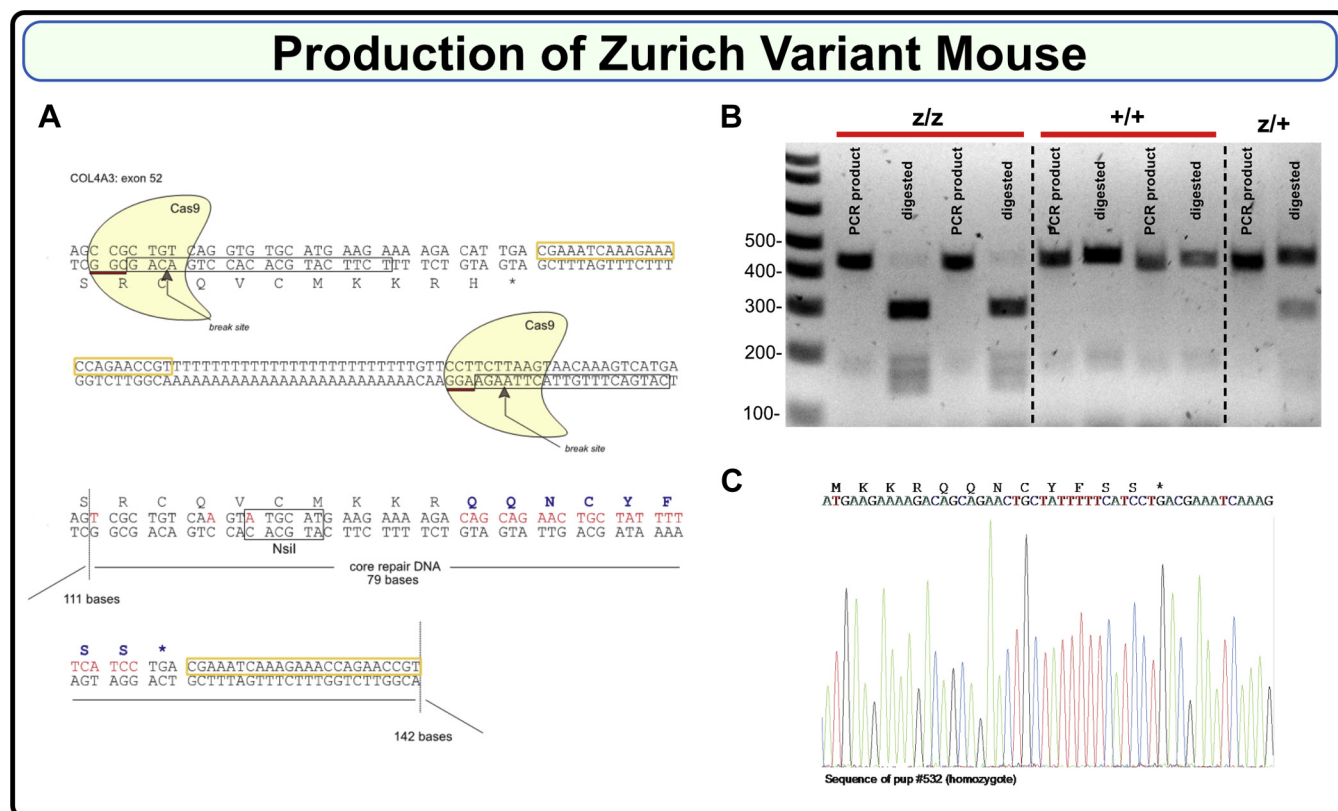 Production of Zurich Variant Mouse
A
COL4A3: exon 52
Cas9
AGC CGC TGT CAG GTG TGC ATG AAG AAA AGA CAT TGA CGAAATCAAAGAAA
TCG GCG ACA GTC CAC ACG TAC TTC TTT TCT GTA GTA GCTTTAGTTTCTTT
S R C Q V C M K K R H *
break site
Cas9
CCAGAACCGTTTTTTTTTTTTTTTTTTTTTTTTTTTGTTCCTTCTTAAGTAACAAAGTCATGA
GGTCTTGGCAAAAAAAAAAAAAAAAAAAAAAAAAACAAGGAAGAATTCATTGTTTCAGTACT
break site
S R C Q V C M K K R Q Q N C Y F
AGT CGC TGT CAA GTA TGC ATG AAG AAA AGA CAG CAG AAC TGC TAT TTT
TCG GCG ACA GTC CAC ACG TAC TTC TTT TCT GTA GTA TTG ACG ATA AAA
NsiI
core repair DNA
79 bases
111 bases
S S *
TCA TCC TGA CGAAATCAAAGAAACCAGAACCGT
AGT AGG ACT GCTTTAGTTTCTTTGGTCTTGGCA
142 bases
B
z/z +/+ z/+
PCR product
digested
PCR product
digested
PCR product
digested
PCR product
digested
PCR product
digested
500-
400-
300-
200-
100-
C
M K K R Q Q N C Y F S S *
ATGAAGAAAAGACAGCAGAACTGCTATTTTTCATCCTGACGAAATCAAAG
Sequence of pup #532 (homozygote)